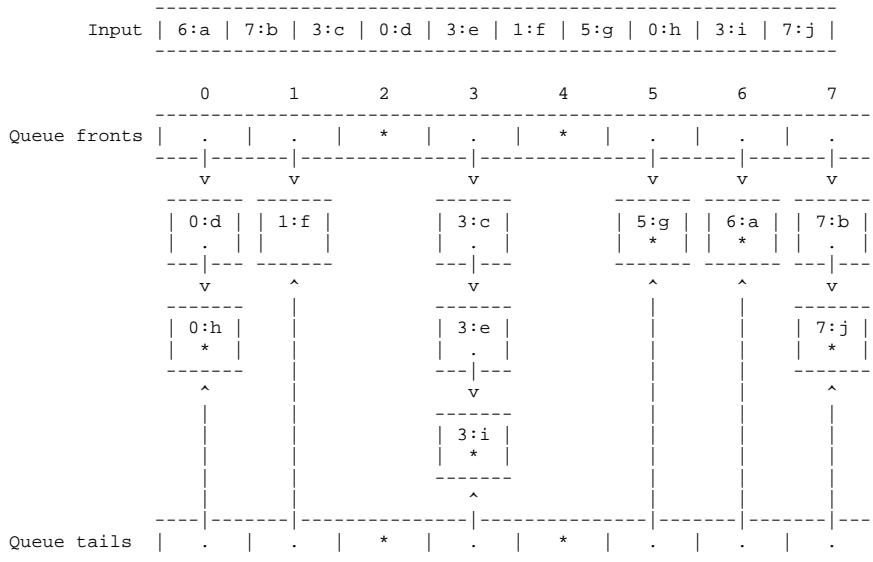 Input | 6:a | 7:b | 3:c | 0:d | 3:e | 1:f | 5:g | 0:h | 3:i | 7:j |
0 1 2 3 4 5 6 7
Queue fronts | . | . | * | . | * | . | . | .
v v v v v v
| 0:d | | 1:f | | 3:c | | 5:g | | 6:a | | 7:b |
| . | | | | . | | * | | * | | . |
v ^ v ^ ^ v
| 0:h | | 3:e | | 7:j |
| * | | . | | * |
^ v ^
| 3:i |
| * |
^
Queue tails | . | . | * | . | * | . | . | .